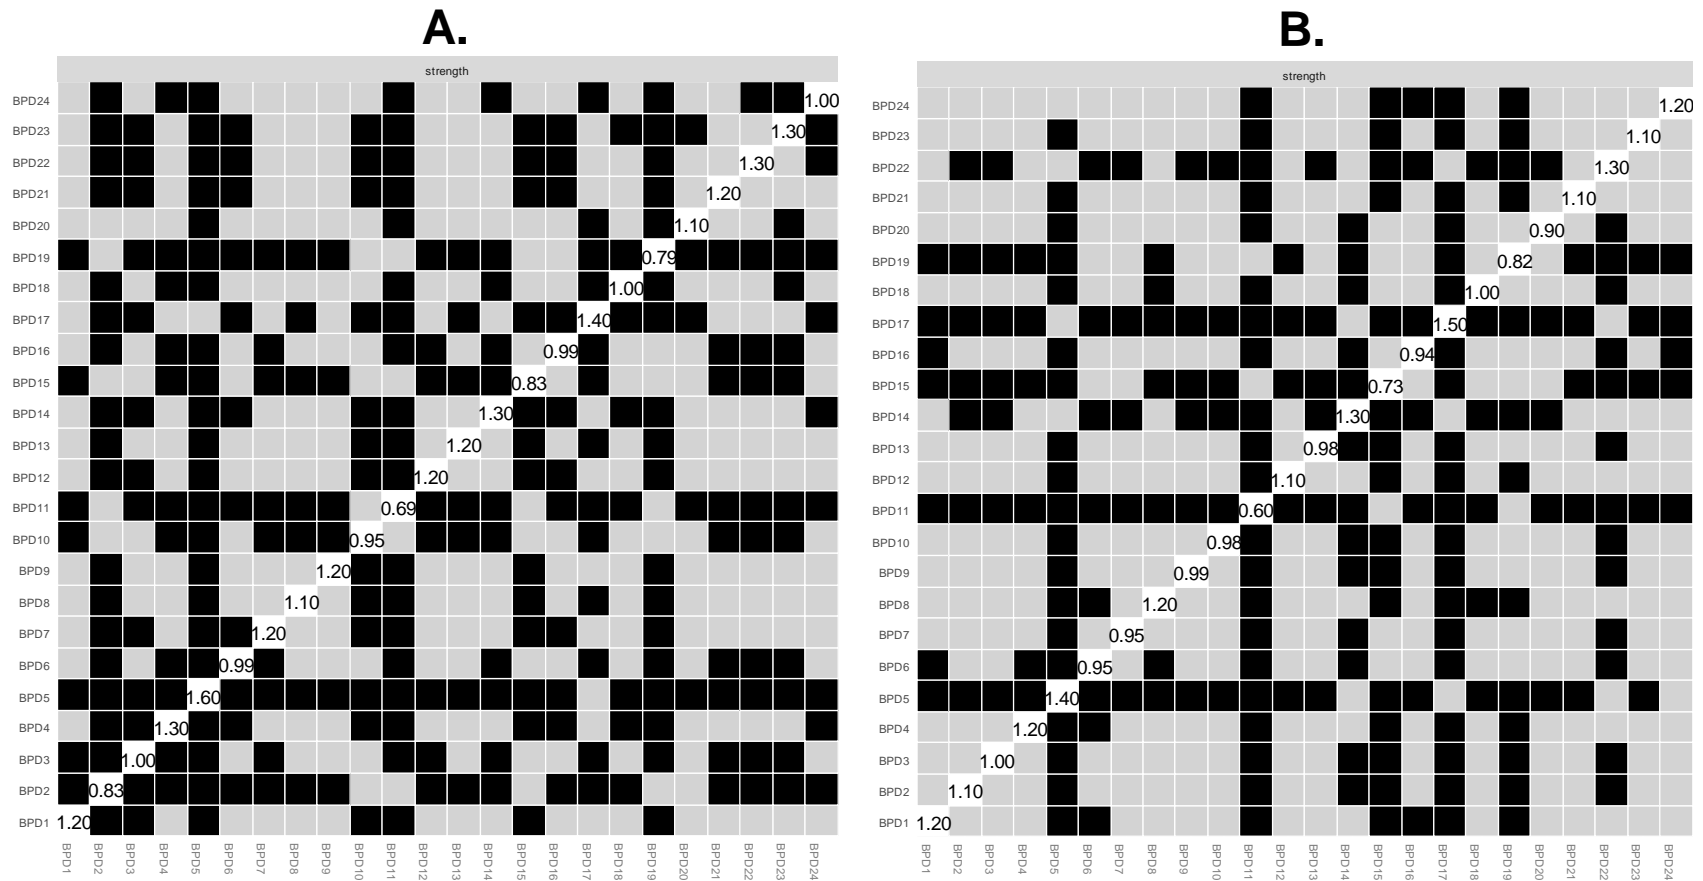 A.
strength
BPD24 1.00
BPD23 1.30
BPD22 1.30
BPD21 1.20
BPD20 1.10
BPD19 0.79
BPD18 1.00
BPD17 1.40
BPD16 0.99
BPD15 0.83
BPD14 1.30
BPD13 1.20
BPD12 1.20
BPD11 0.69
BPD10 0.95
BPD9 1.20
BPD8 1.10
BPD7 1.20
BPD6 0.99
BPD5 1.60
BPD4 1.30
BPD3 1.00
BPD2 0.83
BPD1 1.20
BPD1 BPD2 BPD3 BPD4 BPD5 BPD6 BPD7 BPD8 BPD9 BPD10 BPD11 BPD12 BPD13 BPD14 BPD15 BPD16 BPD17 BPD18 BPD19 BPD20 BPD21 BPD22 BPD23 BPD24
B.
strength
BPD24 1.20
BPD23 1.10
BPD22 1.30
BPD21 1.10
BPD20 0.90
BPD19 0.82
BPD18 1.00
BPD17 1.50
BPD16 0.94
BPD15 0.73
BPD14 1.30
BPD13 0.98
BPD12 1.10
BPD11 0.60
BPD10 0.98
BPD9 0.99
BPD8 1.20
BPD7 0.95
BPD6 0.95
BPD5 1.40
BPD4 1.20
BPD3 1.00
BPD2 1.10
BPD1 1.20
BPD1 BPD2 BPD3 BPD4 BPD5 BPD6 BPD7 BPD8 BPD9 BPD10 BPD11 BPD12 BPD13 BPD14 BPD15 BPD16 BPD17 BPD18 BPD19 BPD20 BPD21 BPD22 BPD23 BPD24